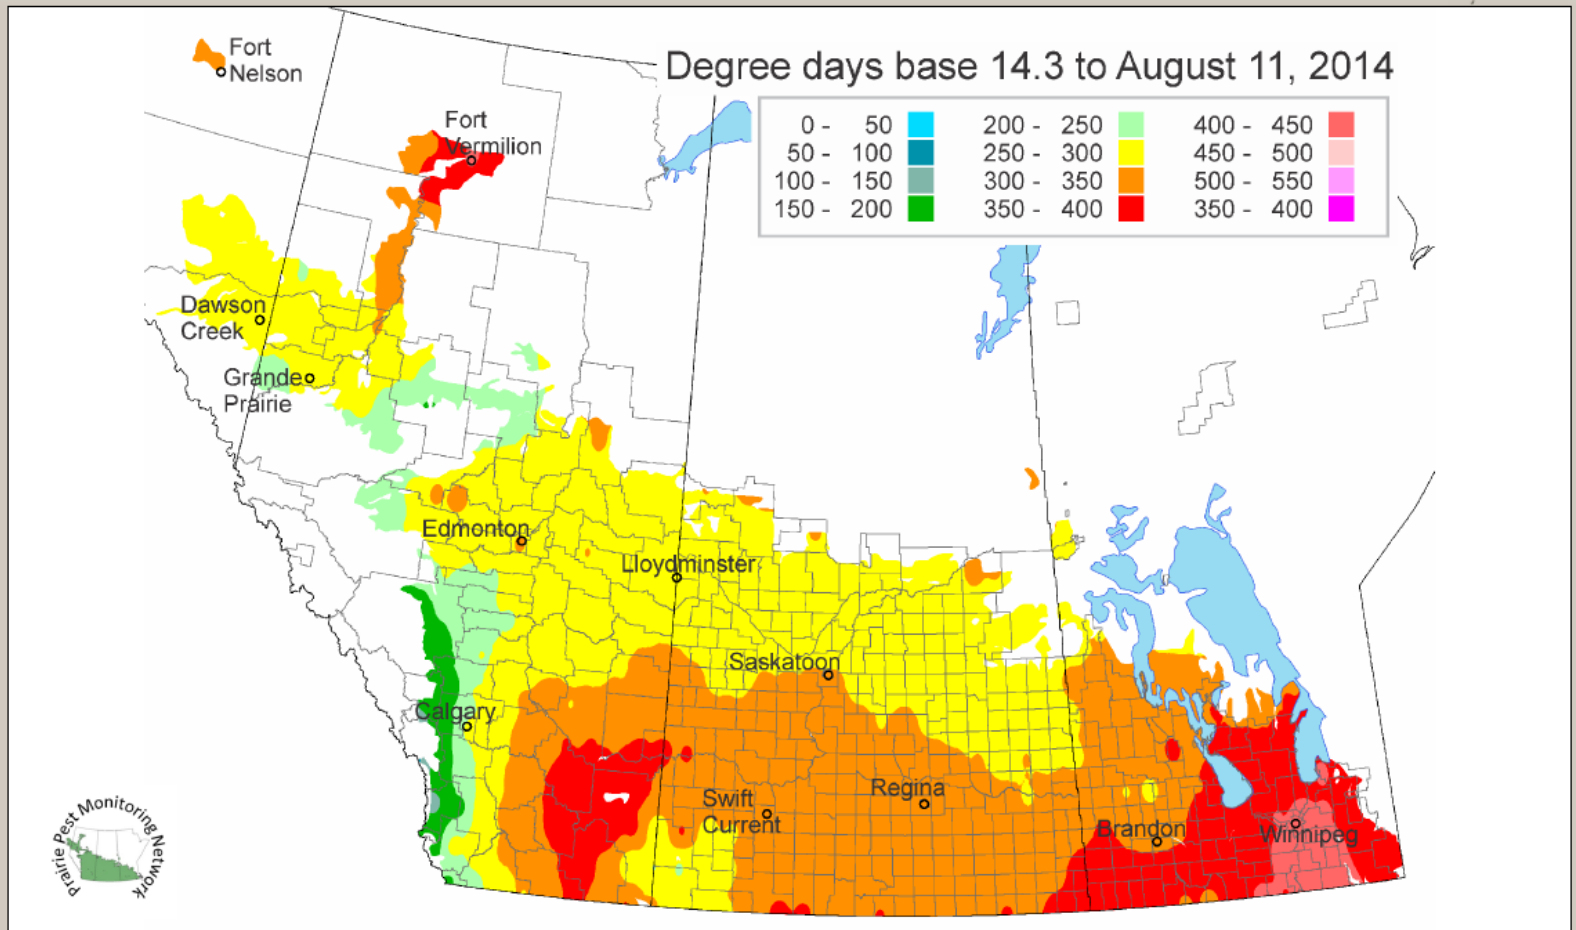 Degree days base 14.3 to August 11, 2014
0 - 50
50 - 100
100 - 150
150 - 200
200 - 250
250 - 300
300 - 350
350 - 400
400 - 450
450 - 500
500 - 550
350 - 400
Fort
Nelson
Fort
Vermilion
Dawson
Creek
Grande
Prairie
Edmonton
Lloydminster
Saskatoon
Calgary
Swift
Current
Regina
Brandon
Winnipeg
Prairie Pest Monitoring Network